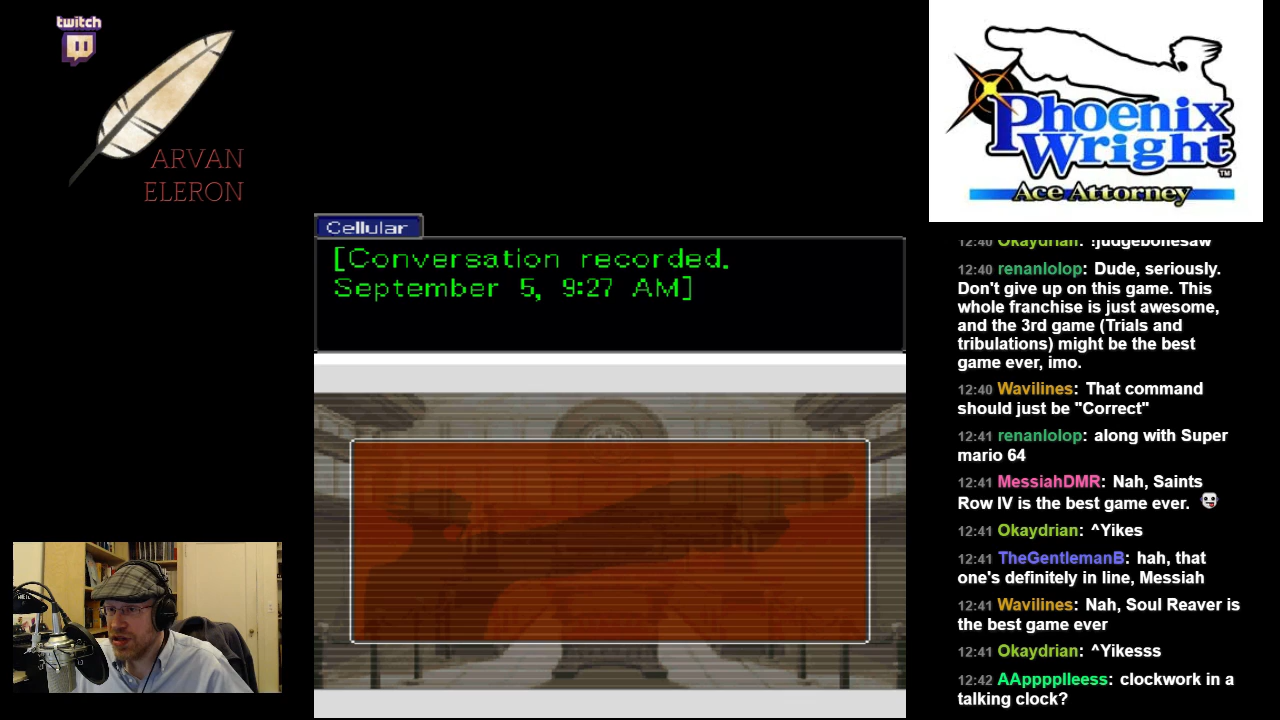 twitch
ARVAN
ELERON
Phoenix
Wright™
Ace Attorney
Cellular
[Conversation recorded.
September 5, 9:27 AM]
12:40 Okaydrian: !judgebonesaw
12:40 renanlolop: Dude, seriously.
Don't give up on this game. This
whole franchise is just awesome,
and the 3rd game (Trials and
tribulations) might be the best
game ever, imo.
12:40 Wavilines: That command
should just be "Correct"
12:41 renanlolop: along with Super
mario 64
12:41 MessiahDMR: Nah, Saints
Row IV is the best game ever.
12:41 Okaydrian: ^Yikes
12:41 TheGentlemanB: hah, that
one's definitely in line, Messiah
12:41 Wavilines: Nah, Soul Reaver is
the best game ever
12:41 Okaydrian: ^Yikesss
12:42 AApppplleess: clockwork in a
talking clock?